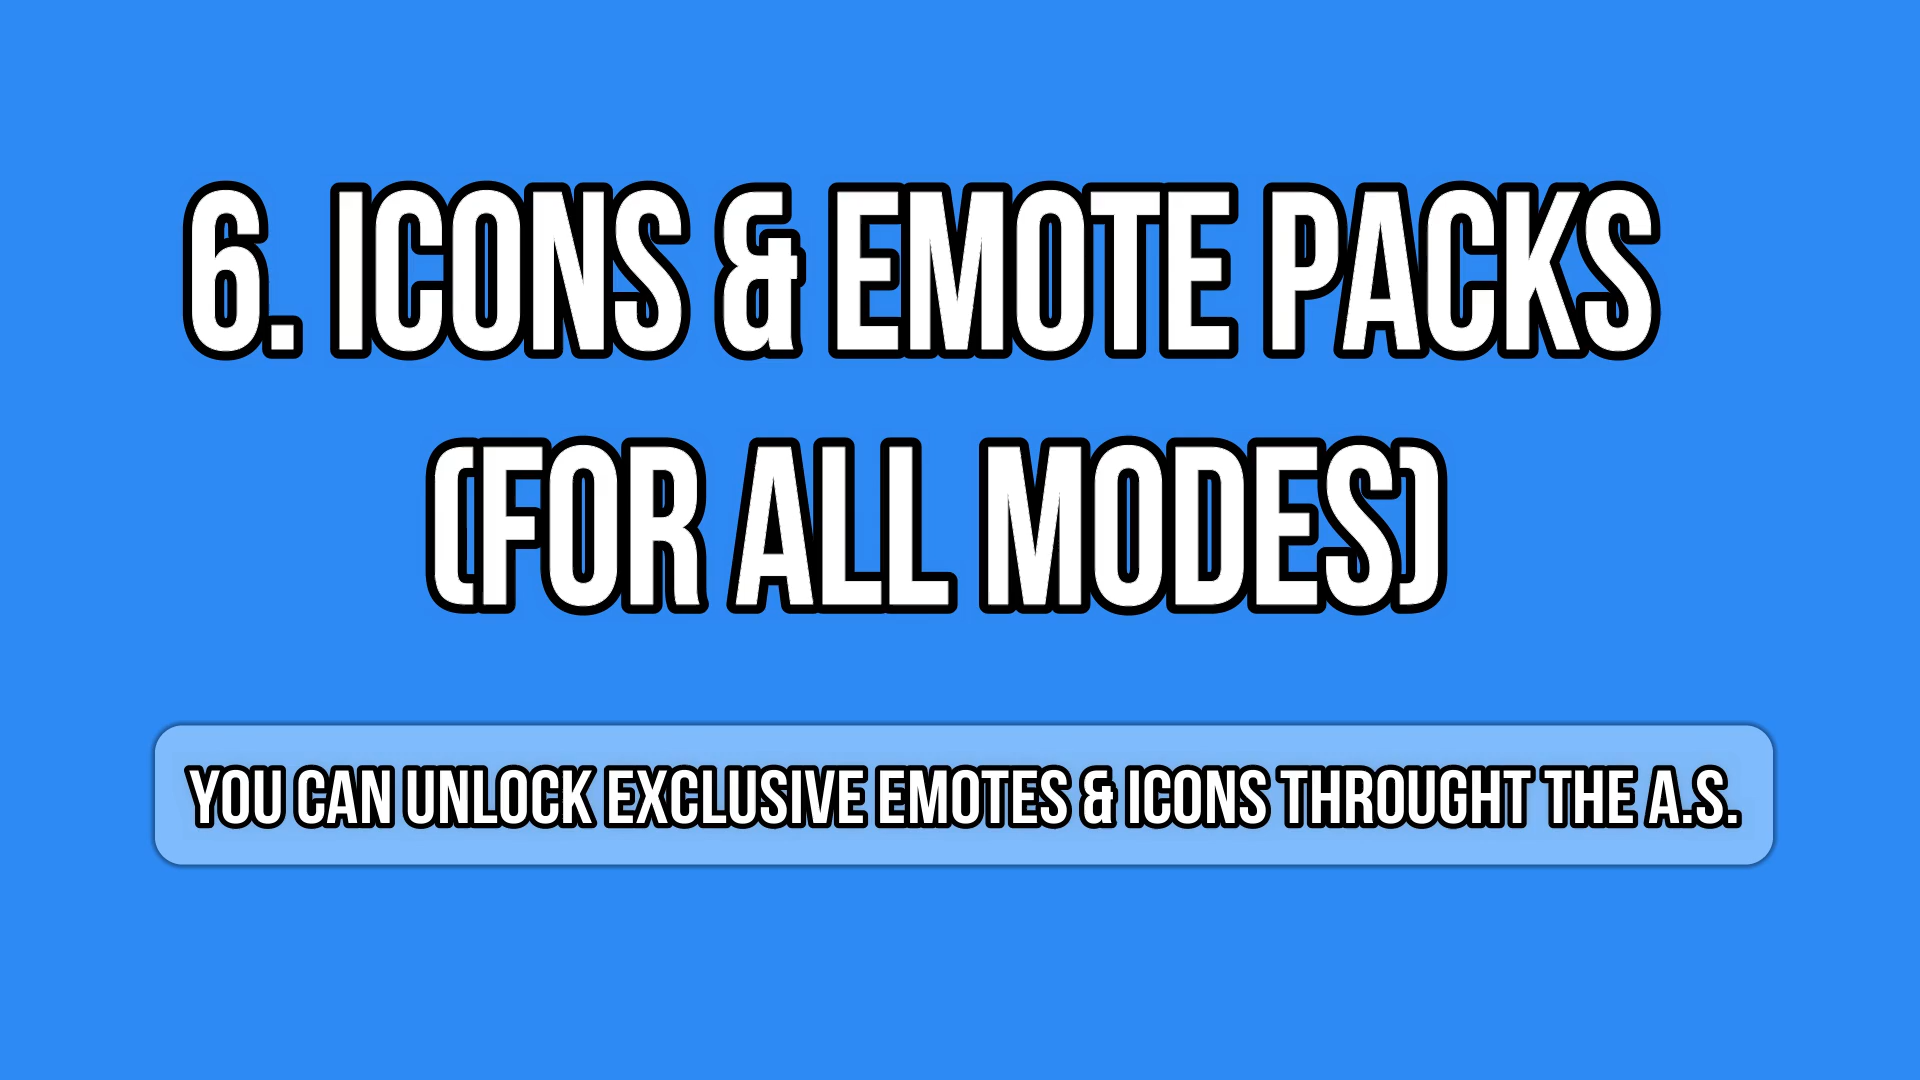 6. ICONS & EMOTE PACKS
(FOR ALL MODES)
YOU CAN UNLOCK EXCLUSIVE EMOTES & ICONS THROUGHT THE A.S.